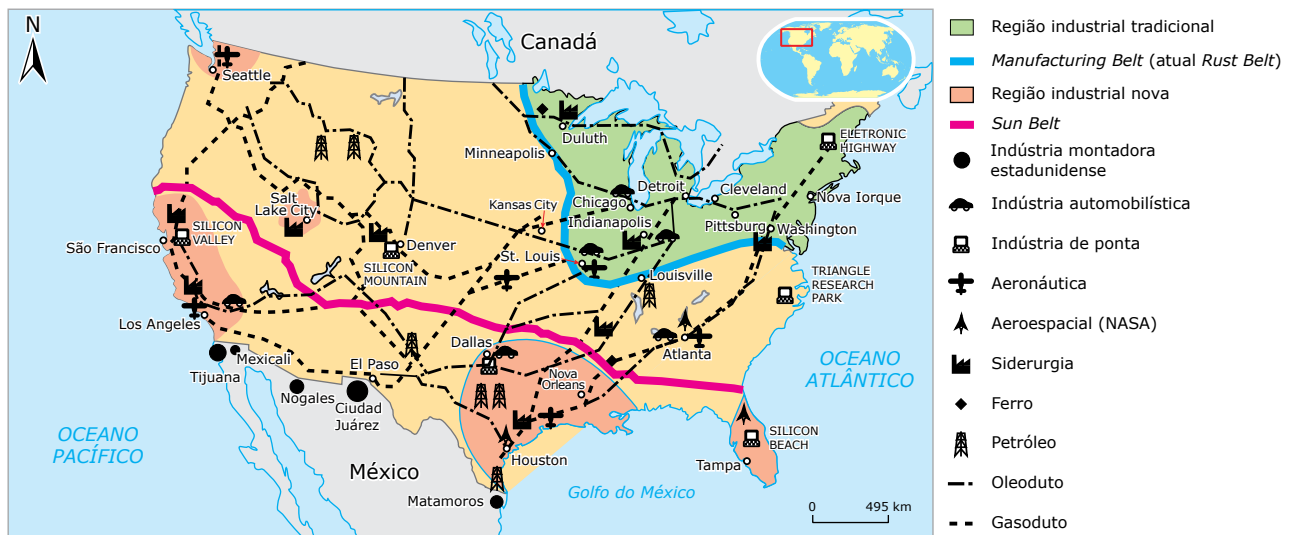 N
Canadá
Seattle
Duluth
Minneapolis
ELETRONIC
HIGHWAY
Detroit
Cleveland
Nova Iorque
Chicago
Kansas City
Salt
Lake City
Indianapolis
Pittsburg
Washington
SILICON
VALLEY
São Francisco
Denver
SILICON
MOUNTAIN
St. Louis
Louisville
TRIANGLE
RESEARCH
PARK
Los Angeles
Atlanta
Dallas
Mexicali
Tijuana
El Paso
Nogales
Ciudad
Juárez
Nova
Orleans
OCEANO
ATLÂNTICO
OCEANO
PACÍFICO
SILICON
BEACH
Tampa
México
Houston
Matamoros
Golfo do México
0 495 km
Região industrial tradicional
Manufacturing Belt (atual Rust Belt)
Região industrial nova
Sun Belt
Indústria montadora
estadunidense
Indústria automobilística
Indústria de ponta
Aeronáutica
Aeroespacial (NASA)
Siderurgia
Ferro
Petróleo
Oleoduto
Gasoduto